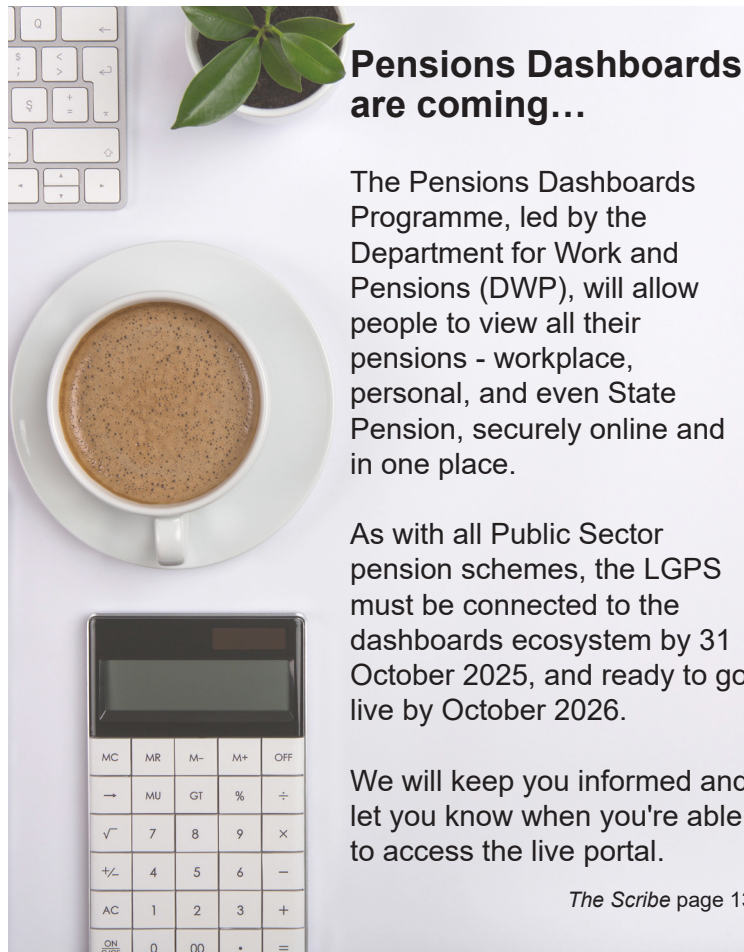 Pensions Dashboards
are coming…
The Pensions Dashboards
Programme, led by the
Department for Work and
Pensions (DWP), will allow
people to view all their
pensions - workplace,
personal, and even State
Pension, securely online and
in one place.
As with all Public Sector
pension schemes, the LGPS
must be connected to the
dashboards ecosystem by 31
October 2025, and ready to go
live by October 2026.
We will keep you informed and
let you know when you're able
to access the live portal.
The Scribe page 13
Q
MC MR M– M+ OFF
→ MU GT % ÷
√ 7 8 9 ×
+/– 4 5 6 –
AC 1 2 3 +
ON 0 00 • =